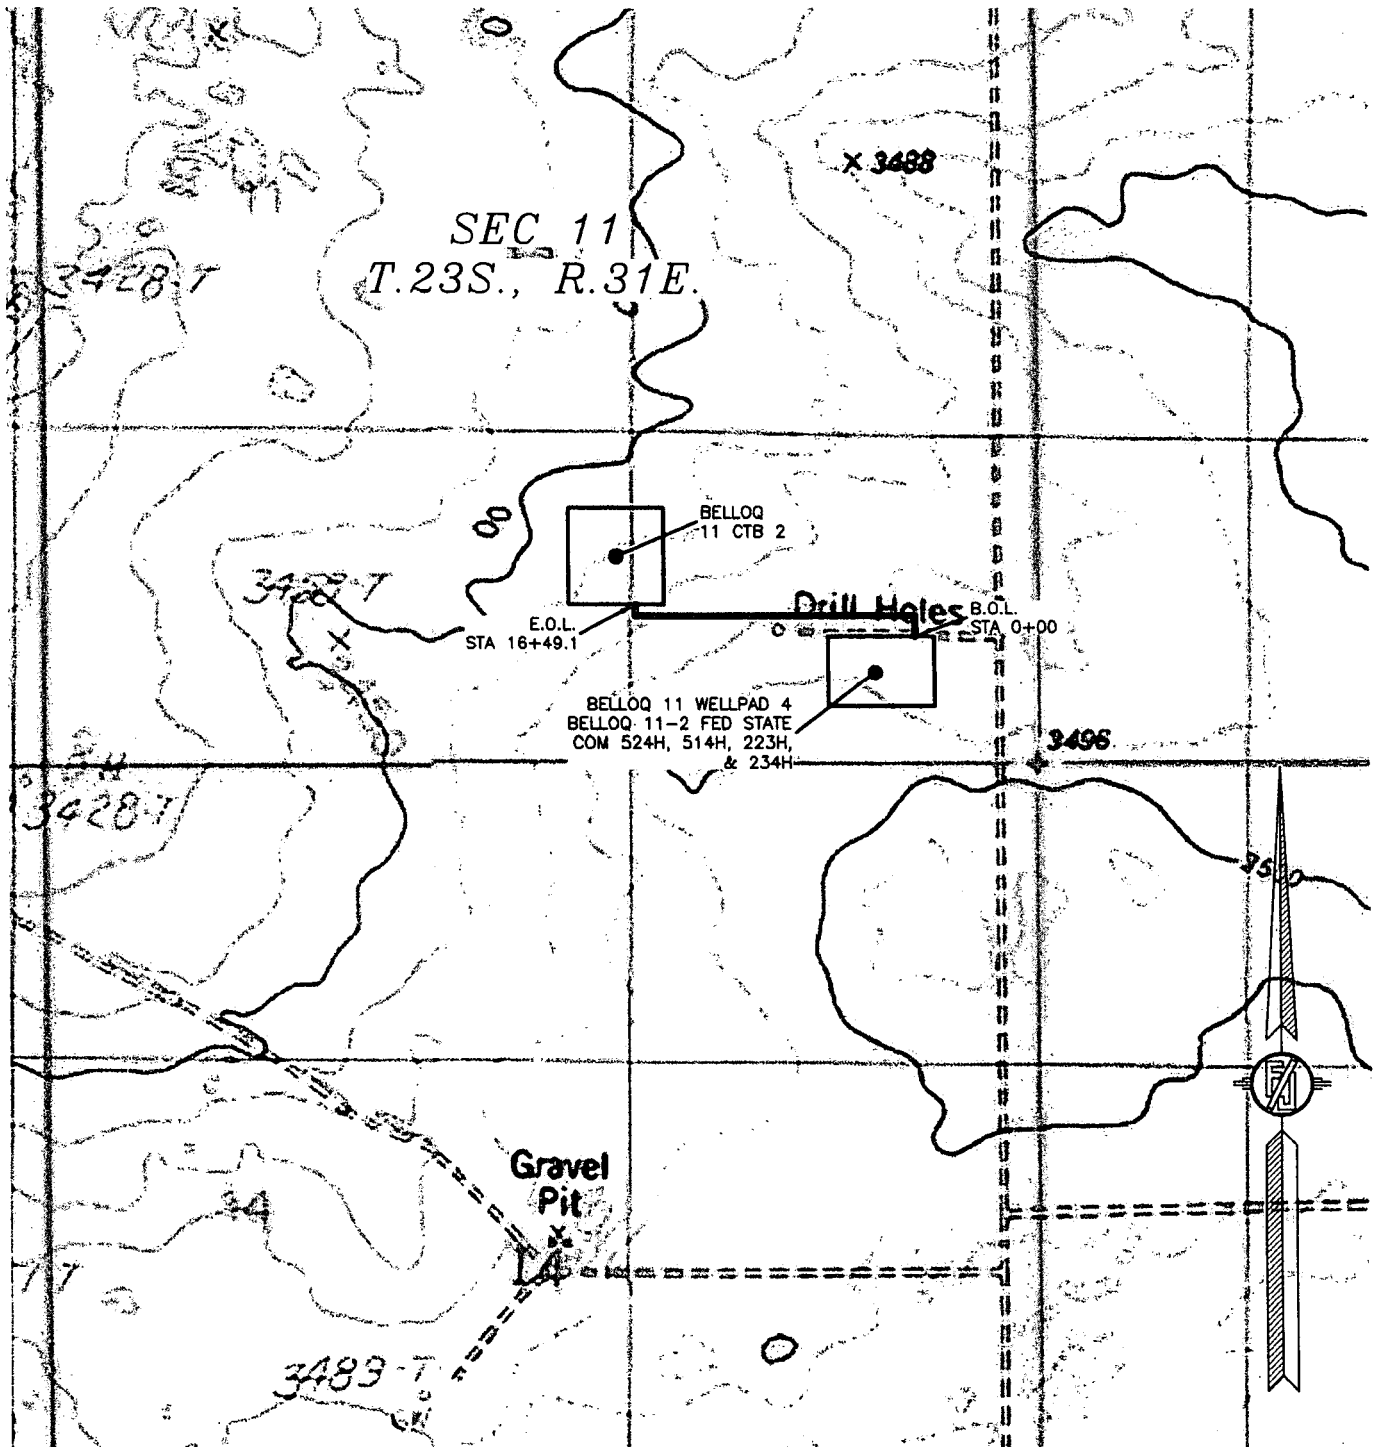 × 3488
SEC 11
T.23S., R.31E.
3428-T
BELLOQ
11 CTB 2
Drill Holes
B.O.L.
STA 0+00
E.O.L.
STA 16+49.1
BELLOQ 11 WELLPAD 4
BELLOQ 11-2 FED STATE
COM 524H, 514H, 223H,
& 234H
3496
3428-T
3500
Gravel
Pit
14
3489-T